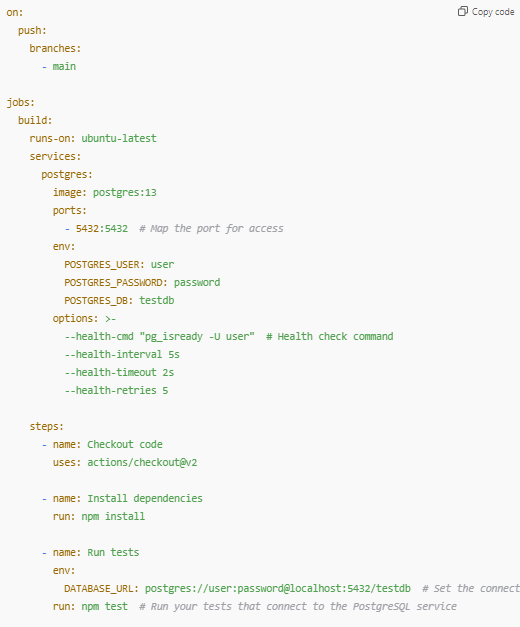 on:
Copy code
  push:
    branches:
      - main

jobs:
  build:
    runs-on: ubuntu-latest
    services:
      postgres:
        image: postgres:13
        ports:
          - 5432:5432  # Map the port for access
        env:
          POSTGRES_USER: user
          POSTGRES_PASSWORD: password
          POSTGRES_DB: testdb
        options: >-
          --health-cmd "pg_isready -U user"  # Health check command
          --health-interval 5s
          --health-timeout 2s
          --health-retries 5

    steps:
      - name: Checkout code
        uses: actions/checkout@v2

      - name: Install dependencies
        run: npm install

      - name: Run tests
        env:
          DATABASE_URL: postgres://user:password@localhost:5432/testdb  # Set the connect
        run: npm test  # Run your tests that connect to the PostgreSQL service